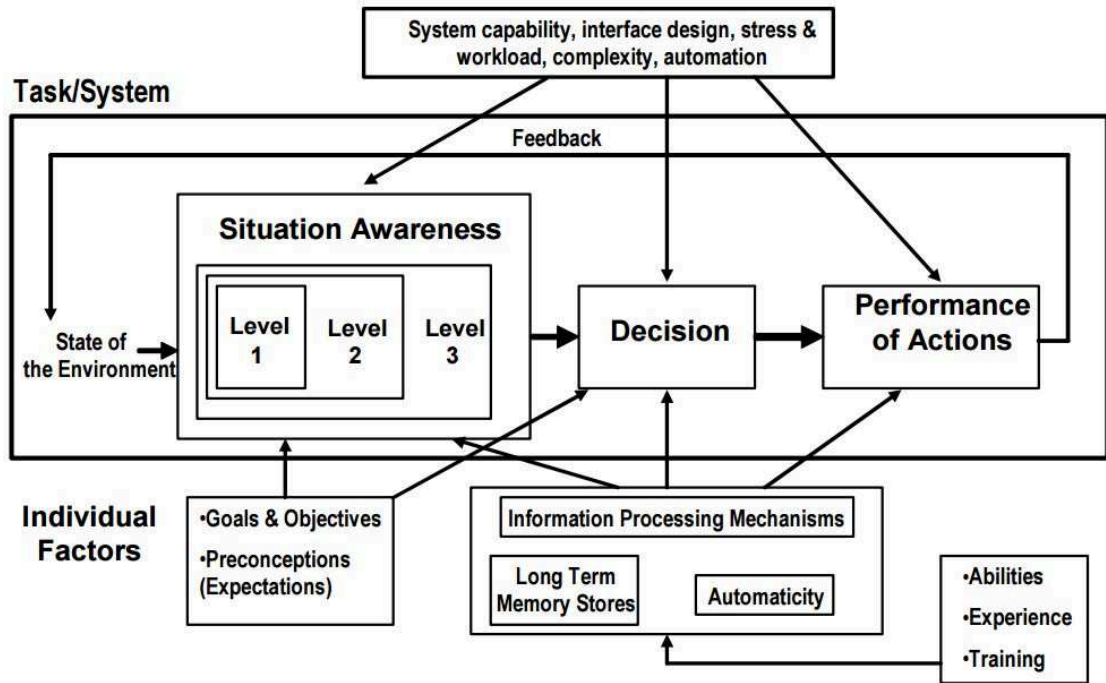 System capability, interface design, stress &
workload, complexity, automation
Task/System
Feedback
Situation Awareness
Level
1
Level
2
Level
3
State of
the Environment
Decision
Performance
of Actions
Individual
Factors
•Goals & Objectives
•Preconceptions
(Expectations)
Information Processing Mechanisms
Long Term
Memory Stores
Automaticity
•Abilities
•Experience
•Training